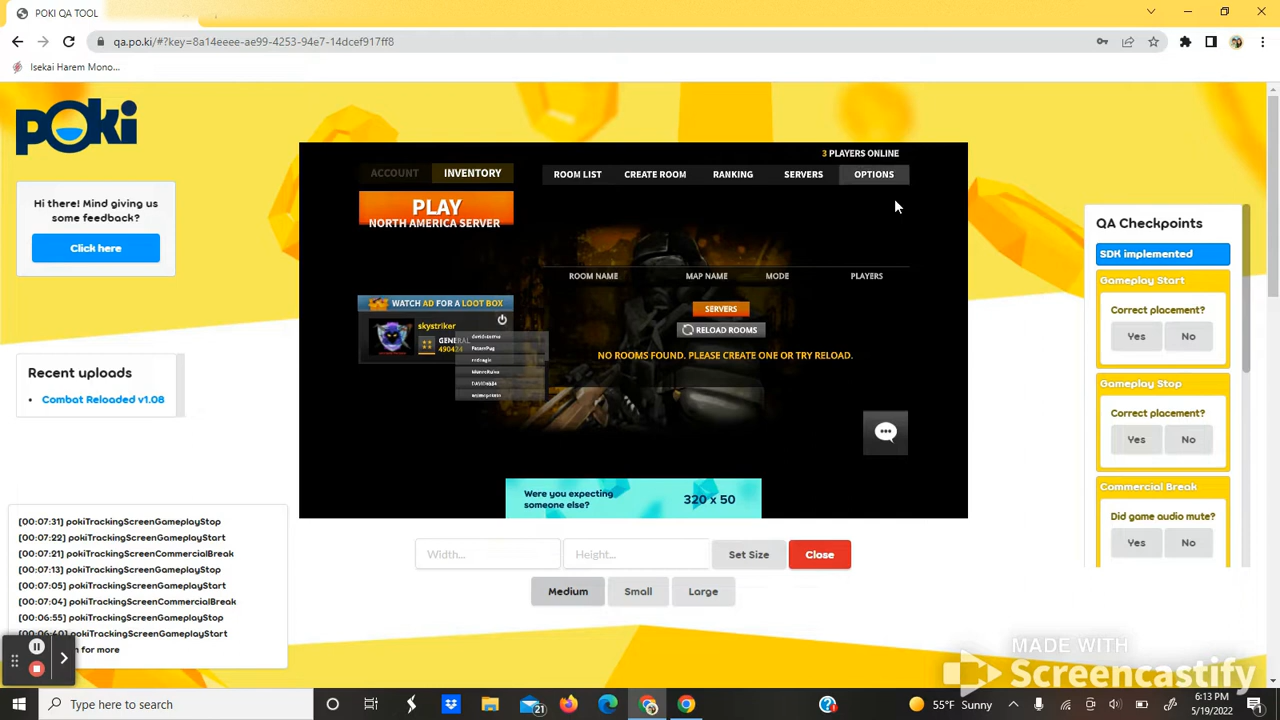 POKI QA TOOL
qa.po.ki/#?key=8a14eeee-ae99-4253-94e7-14dcef917ff8
Isekai Harem Mono...
poki
Hi there! Mind giving us
some feedback?
Click here
Recent uploads
Combat Reloaded v1.08
[00:07:31] pokiTrackingScreenGameplayStop
[00:07:22] pokiTrackingScreenGameplayStart
[00:07:21] pokiTrackingScreenCommercialBreak
[00:07:13] pokiTrackingScreenGameplayStop
[00:07:05] pokiTrackingScreenGameplayStart
[00:07:04] pokiTrackingScreenCommercialBreak
[00:06:55] pokiTrackingScreenGameplayStop
[00:06:40] pokiTrackingScreenGameplayStart
for more
3 PLAYERS ONLINE
ACCOUNT INVENTORY
ROOM LIST CREATE ROOM RANKING SERVERS OPTIONS
PLAY
NORTH AMERICA SERVER
ROOM NAME MAP NAME MODE PLAYERS
WATCH AD FOR A LOOT BOX
skystriker
GENERAL
490424
SERVERS
RELOAD ROOMS
NO ROOMS FOUND. PLEASE CREATE ONE OR TRY RELOAD.
Were you expecting
someone else?
320 x 50
Width... Height... Set Size Close
Medium Small Large
QA Checkpoints
SDK implemented
Gameplay Start
Correct placement?
Yes No
Gameplay Stop
Correct placement?
Yes No
Commercial Break
Did game audio mute?
Yes No
MADE WITH
Screencastify
Type here to search
21
55°F Sunny
6:13 PM
5/19/2022